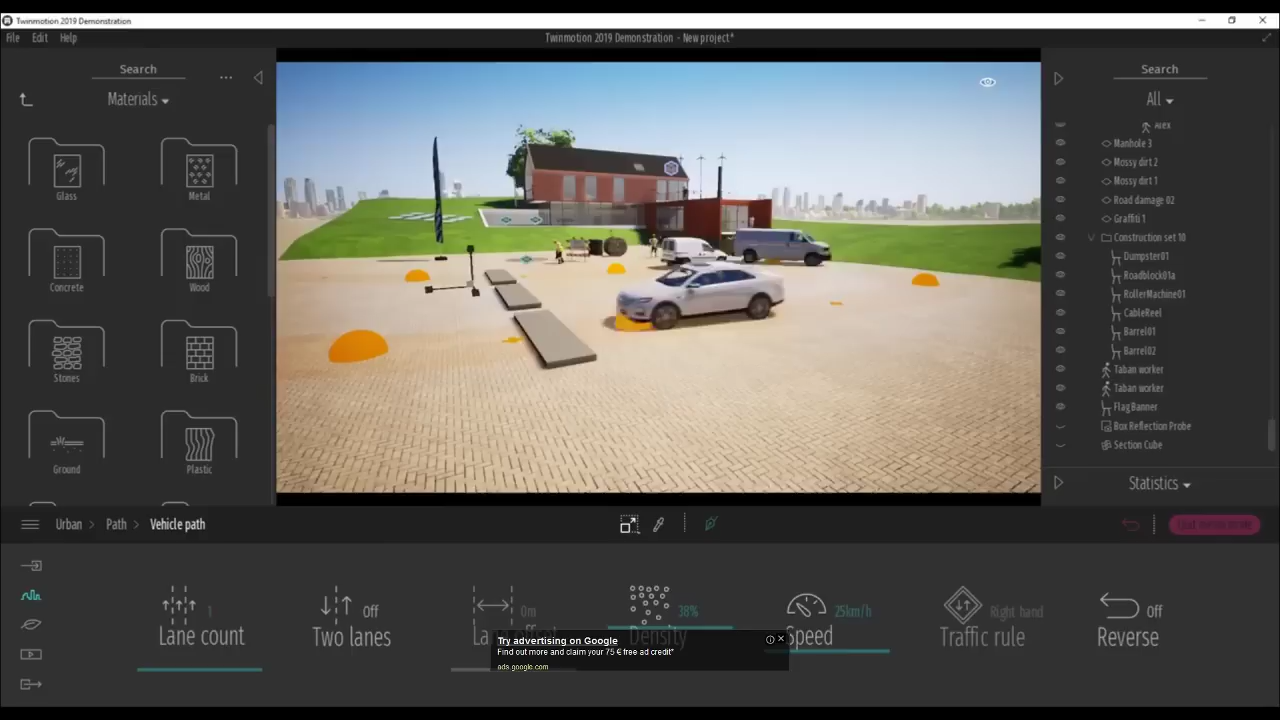 Twinmotion 2019 Demonstration
File Edit Help
Twinmotion 2019 Demonstration - New project*
Search
...
Materials
Glass
Metal
Concrete
Wood
Stones
Brick
Ground
Plastic
Search
All
Alex
Manhole 3
Mossy dirt 2
Mossy dirt 1
Road damage 02
Graffiti 1
Construction set 10
Dumpster01
Roadblock01a
RollerMachine01
CableReel
Barrel01
Barrel02
Taban worker
Taban worker
FlagBanner
Box Reflection Probe
Section Cube
Statistics
Urban > Path > Vehicle path
1
Lane count
Off
Two lanes
0m
38%
Density
25km/h
Speed
Right hand
Traffic rule
Off
Reverse
Try advertising on Google
Find out more and claim your 75 € free ad credit*
ads.google.com